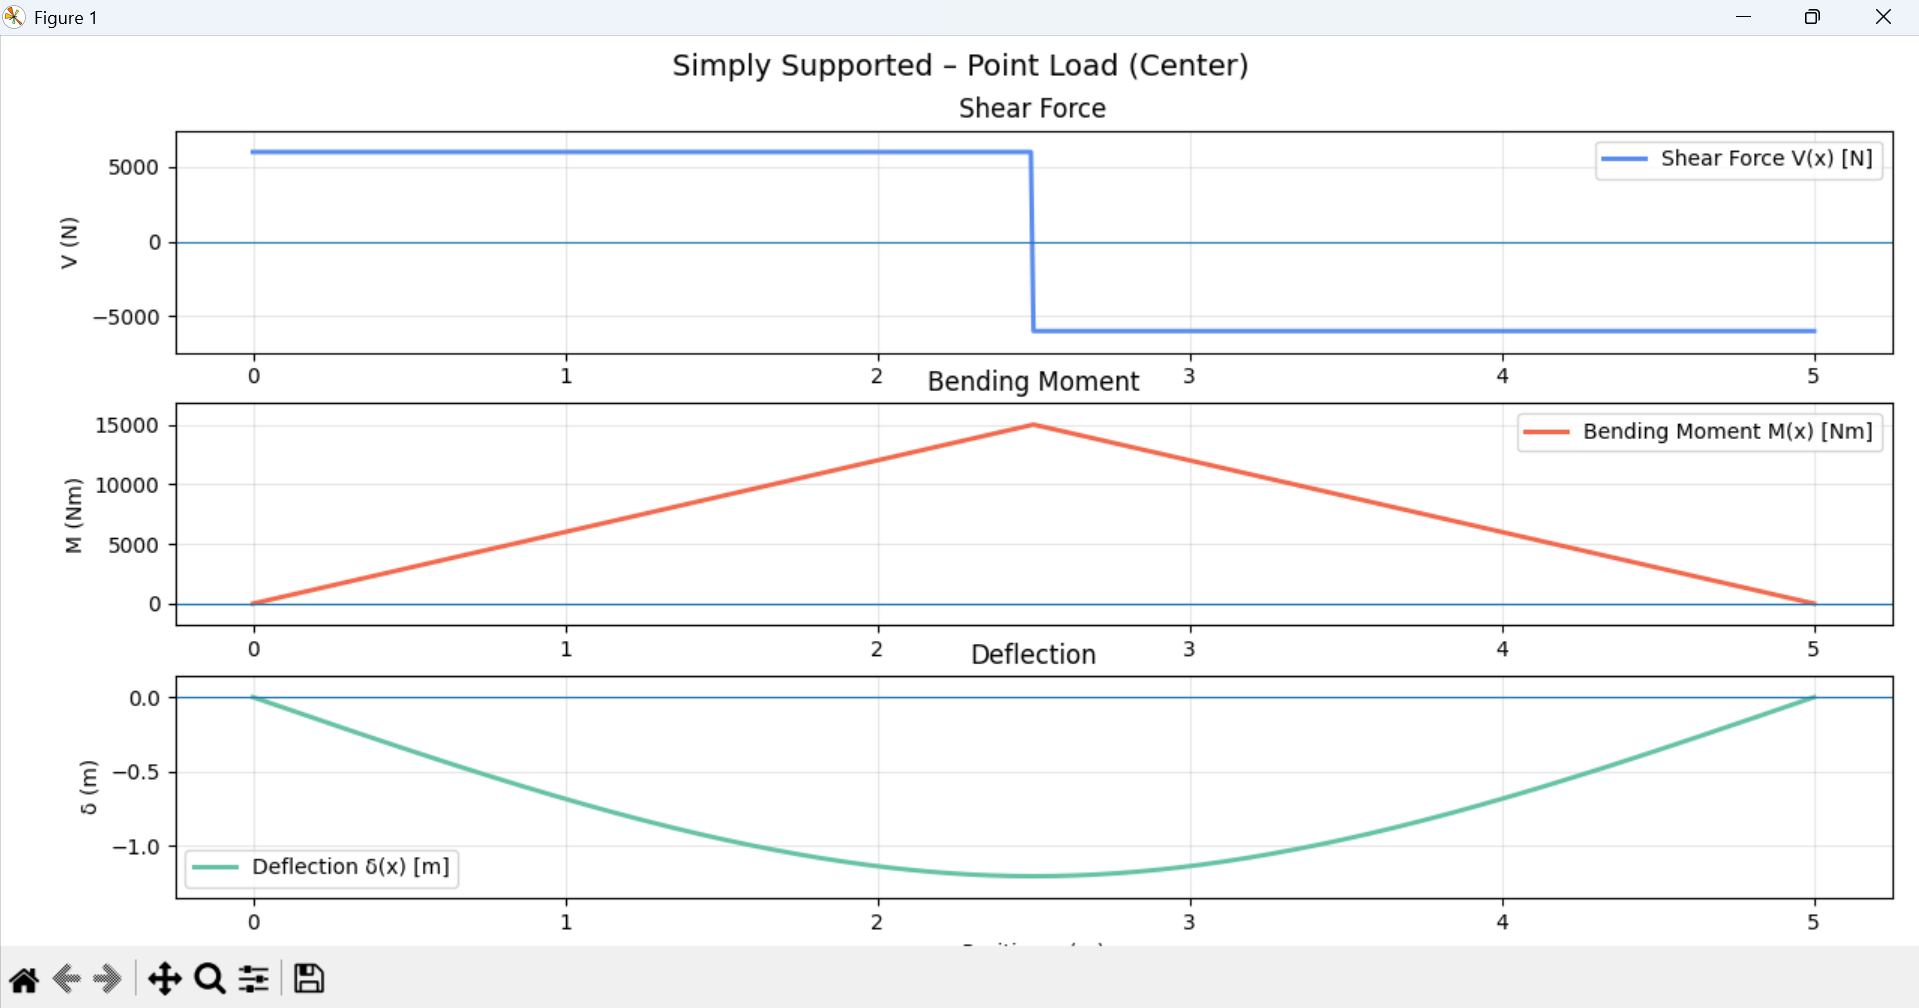 Figure 1
Simply Supported – Point Load (Center)
Shear Force
Shear Force V(x) [N]
V (N)
5000
0
−5000
0 1 2 3 4 5
Bending Moment
Bending Moment M(x) [Nm]
M (Nm)
15000
10000
5000
0
0 1 2 3 4 5
Deflection
δ (m)
0.0
−0.5
−1.0
Deflection δ(x) [m]
0 1 2 3 4 5